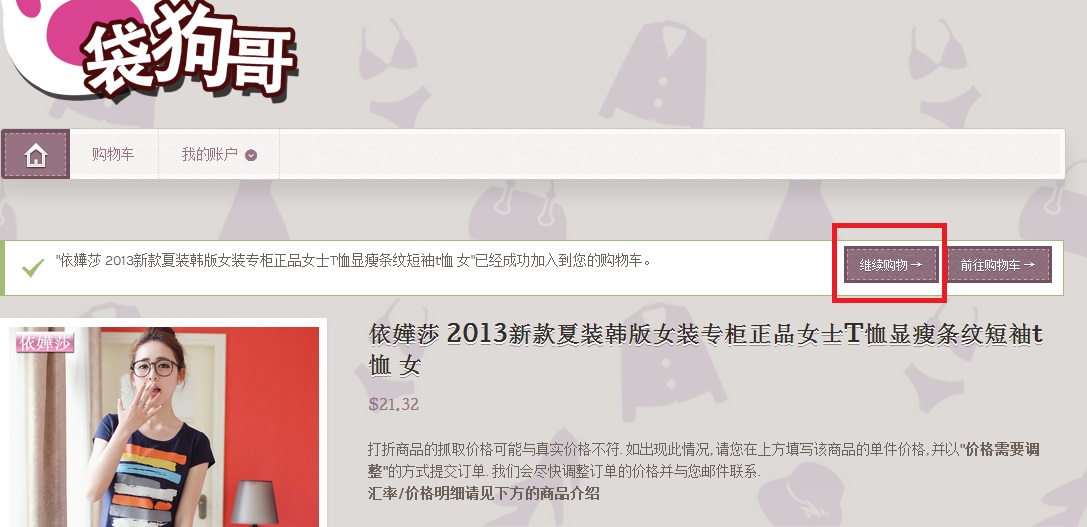 袋狗哥
购物车
我的账户
"依婵莎 2013新款夏装韩版女装专柜正品女士T恤显瘦条纹短袖t恤 女"已经成功加入到您的购物车。
继续购物 →
前往购物车 →
依婵莎
依婵莎 2013新款夏装韩版女装专柜正品女士T恤显瘦条纹短袖t
恤 女
$21.32
打折商品的抓取价格可能与真实价格不符. 如出现此情况, 请您在上方填写该商品的单件价格, 并以"价格需要调
整"的方式提交订单. 我们会尽快调整订单的价格并与您邮件联系.
汇率/价格明细请见下方的商品介绍